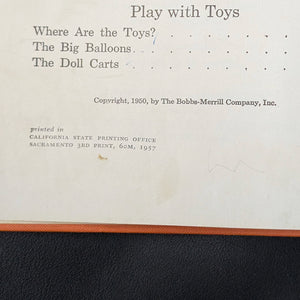 Play with Toys
Where Are the Toys? . . . . . . . .
The Big Balloons . . . . . . . . .
The Doll Carts . . . . . . . . .
Copyright, 1950, by The Bobbs-Merrill Company, Inc.
printed in
CALIFORNIA STATE PRINTING OFFICE
SACRAMENTO 3RD PRINT, 60M, 1957